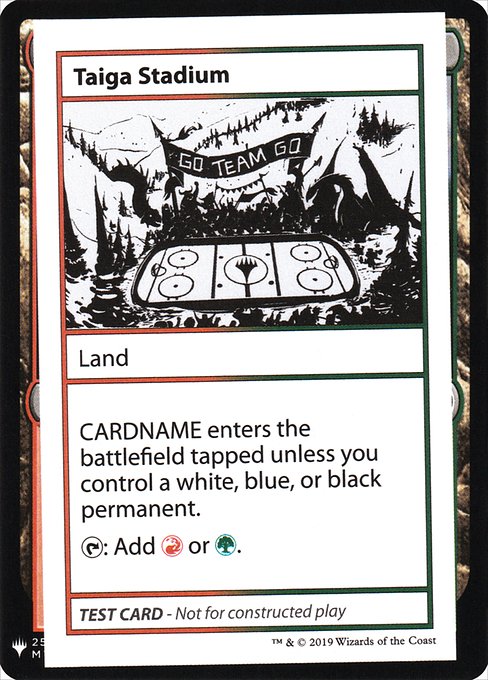 Taiga Stadium
GO TEAM GO
Land
CARDNAME enters the
battlefield tapped unless you
control a white, blue, or black
permanent.
: Add or .
TEST CARD - Not for constructed play
™ & © 2019 Wizards of the Coast
25
M